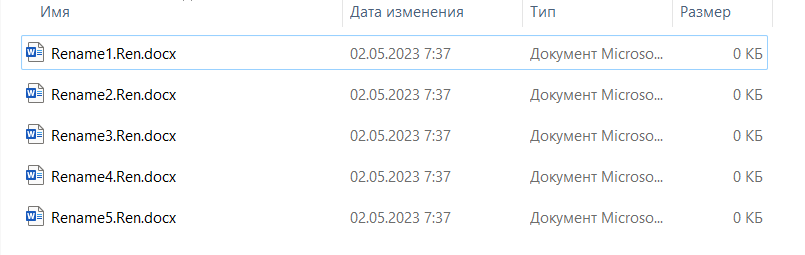 Имя Дата изменения Тип Размер
Rename1.Ren.docx 02.05.2023 7:37 Документ Microso... 0 КБ
Rename2.Ren.docx 02.05.2023 7:37 Документ Microso... 0 КБ
Rename3.Ren.docx 02.05.2023 7:37 Документ Microso... 0 КБ
Rename4.Ren.docx 02.05.2023 7:37 Документ Microso... 0 КБ
Rename5.Ren.docx 02.05.2023 7:37 Документ Microso... 0 КБ